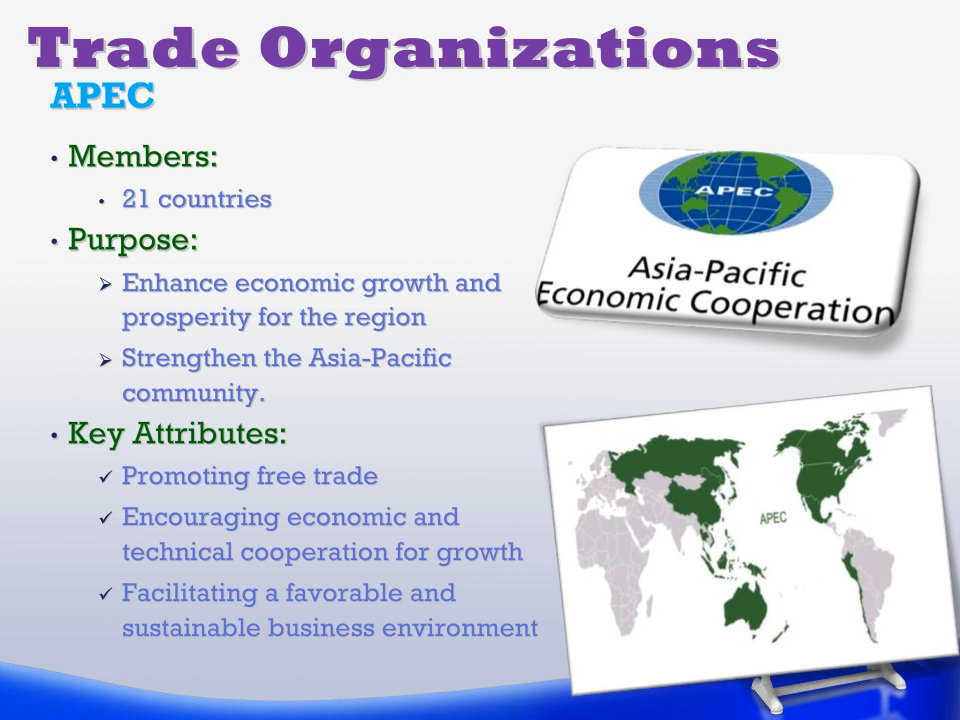 Trade Organizations
APEC
• Members:
• 21 countries
• Purpose:
➢ Enhance economic growth and
prosperity for the region
➢ Strengthen the Asia-Pacific
community.
• Key Attributes:
✓ Promoting free trade
✓ Encouraging economic and
technical cooperation for growth
✓ Facilitating a favorable and
sustainable business environment
APEC
Asia-Pacific
Economic Cooperation
APEC